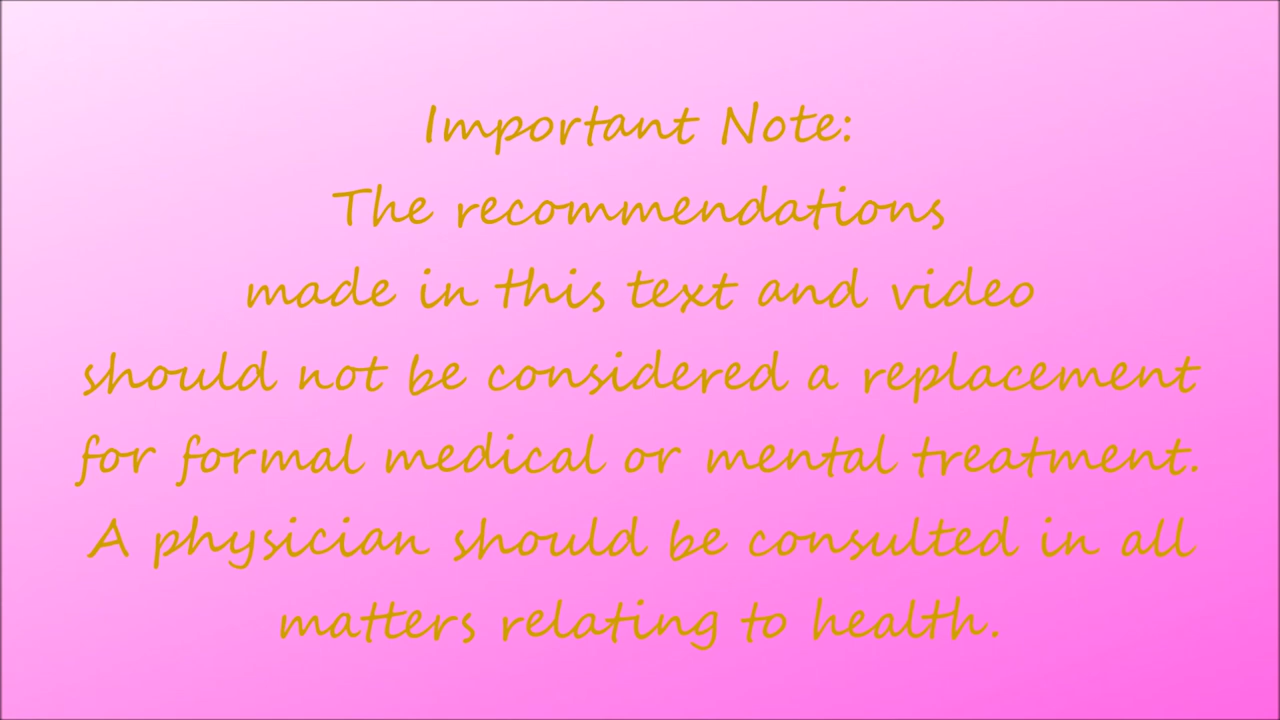 Important Note:
The recommendations
made in this text and video
should not be considered a replacement
for formal medical or mental treatment.
A physician should be consulted in all
matters relating to health.